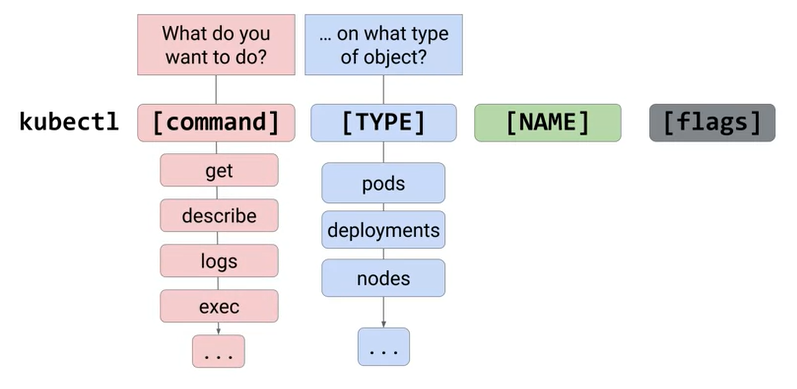 What do you
want to do?
... on what type
of object?
kubectl [command] [TYPE] [NAME] [flags]
get
describe
logs
exec
...
pods
deployments
nodes
...